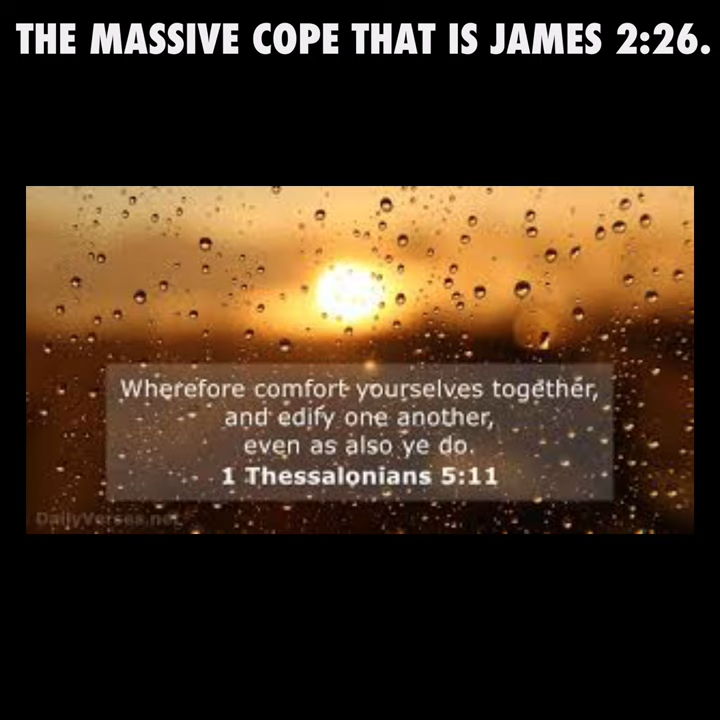 THE MASSIVE COPE THAT IS JAMES 2:26.
Wherefore comfort yourselves together,
and edify one another,
even as also ye do.
1 Thessalonians 5:11
DailyVerses.net